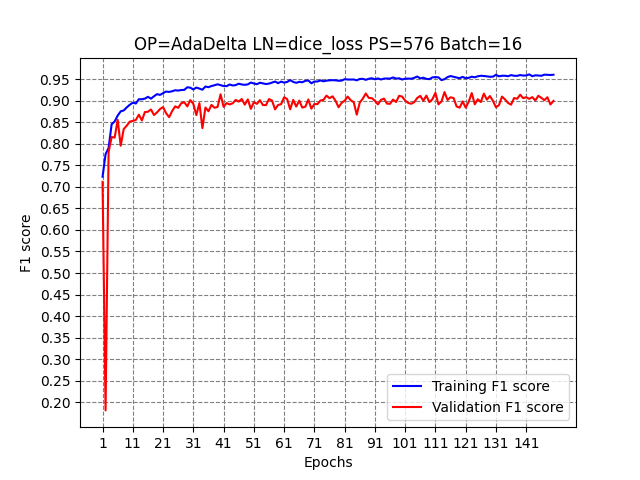 OP=AdaDelta LN=dice_loss PS=576 Batch=16
F1 score
0.95
0.90
0.85
0.80
0.75
0.70
0.65
0.60
0.55
0.50
0.45
0.40
0.35
0.30
0.25
0.20
Training F1 score
Validation F1 score
1 11 21 31 41 51 61 71 81 91 101 111 121 131 141
Epochs